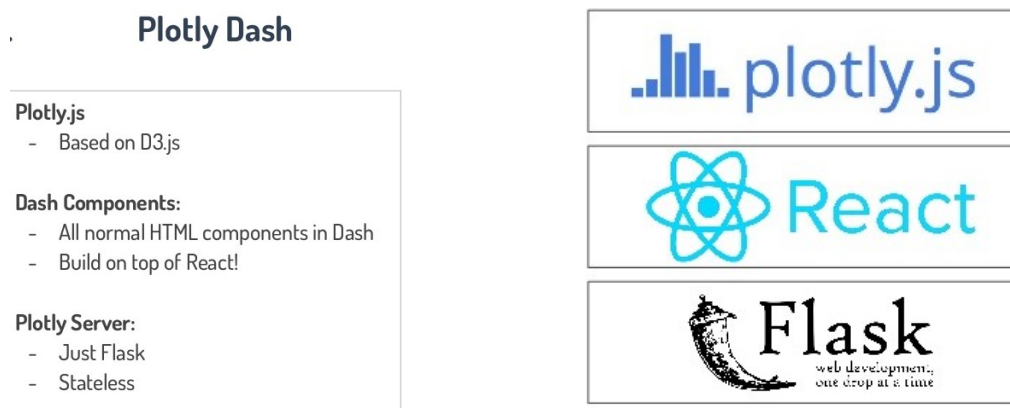 Plotly Dash
Plotly.js
- Based on D3.js
Dash Components:
- All normal HTML components in Dash
- Build on top of React!
Plotly Server:
- Just Flask
- Stateless
plotly.js
React
Flask
web development,
one drop at a time